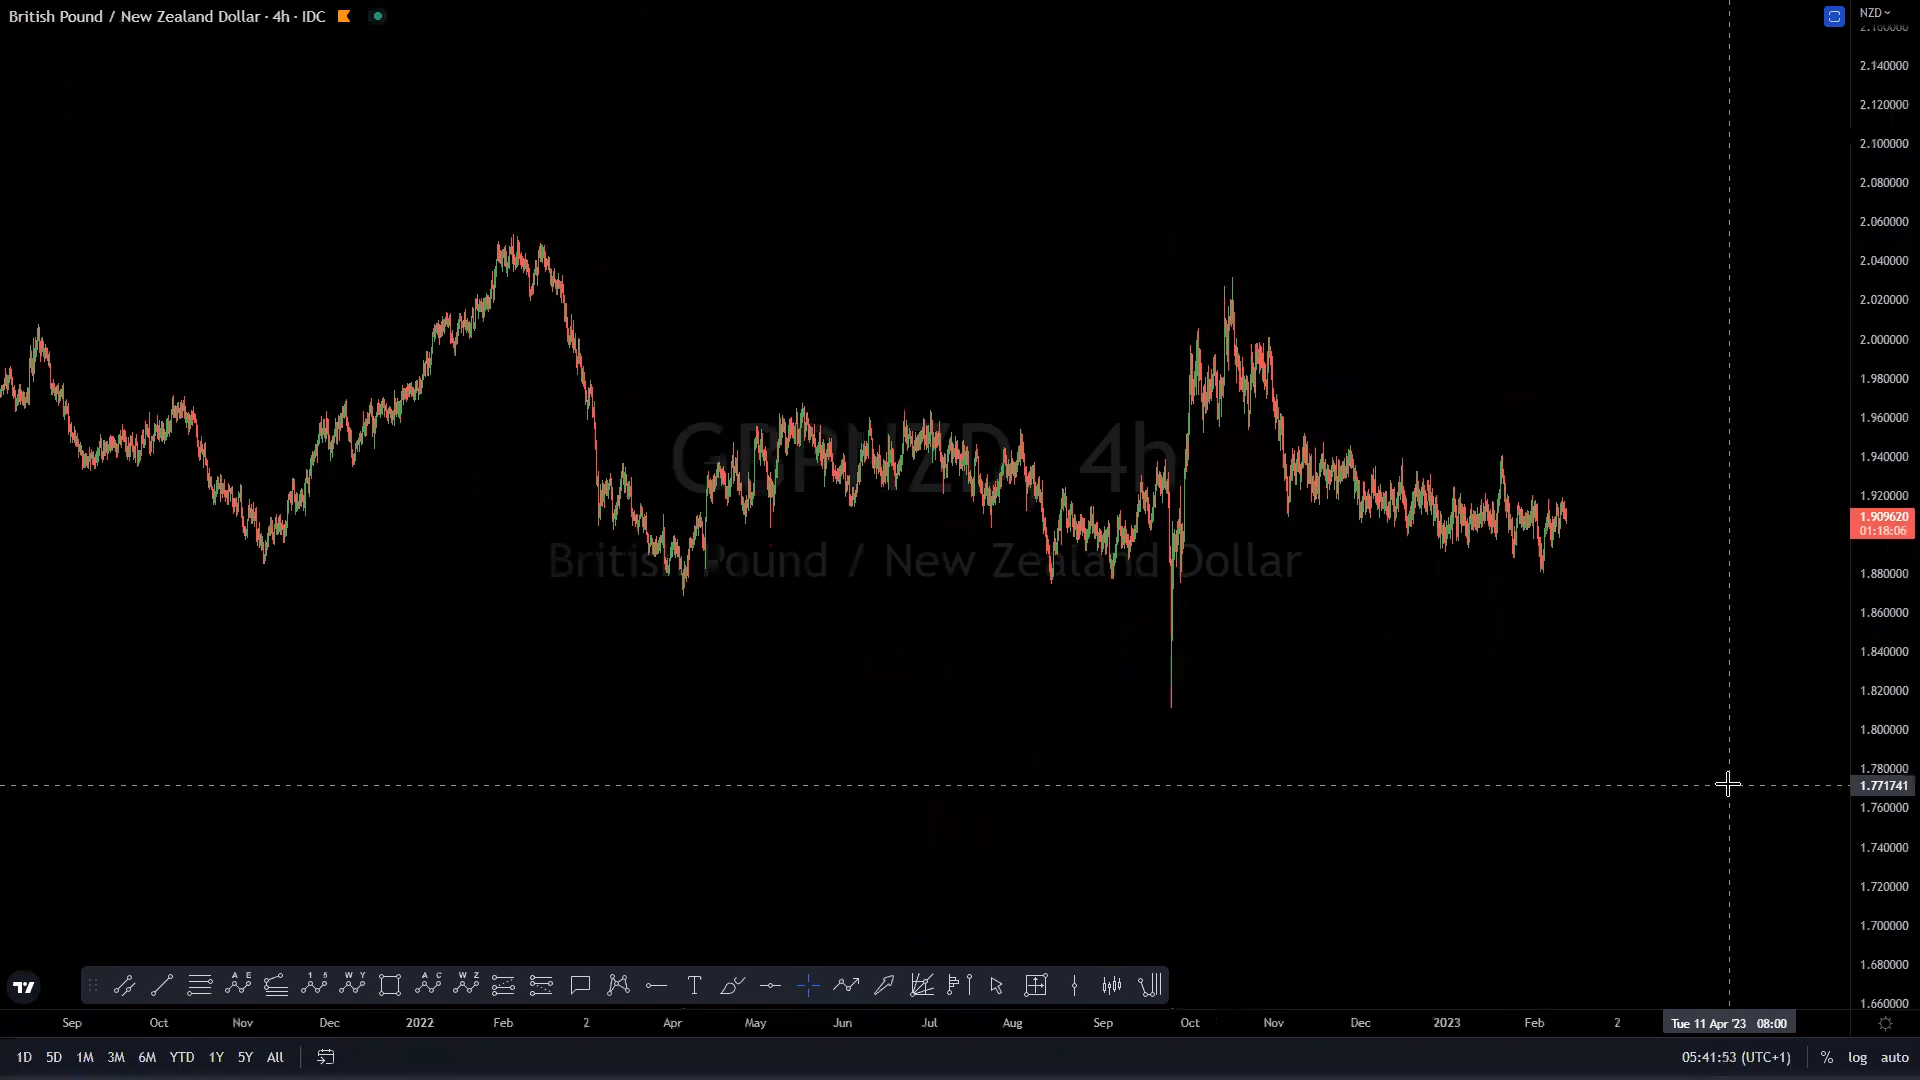 British Pound / New Zealand Dollar · 4h · IDC
NZD
2.160000
2.140000
2.120000
2.100000
2.080000
2.060000
2.040000
2.020000
2.000000
1.980000
1.960000
1.940000
1.920000
1.909620
01:18:06
1.880000
1.860000
1.840000
1.820000
1.800000
1.780000
1.771741
1.760000
1.740000
1.720000
1.700000
1.680000
1.660000
GBPNZD, 4h
British Pound / New Zealand Dollar
A E
1 5
W Y
A C
W Z
T
Sep Oct Nov Dec 2022 Feb 2 Apr May Jun Jul Aug Sep Oct Nov Dec 2023 Feb 2 Tue 11 Apr '23 08:00
1D 5D 1M 3M 6M YTD 1Y 5Y All
05:41:53 (UTC+1) % log auto